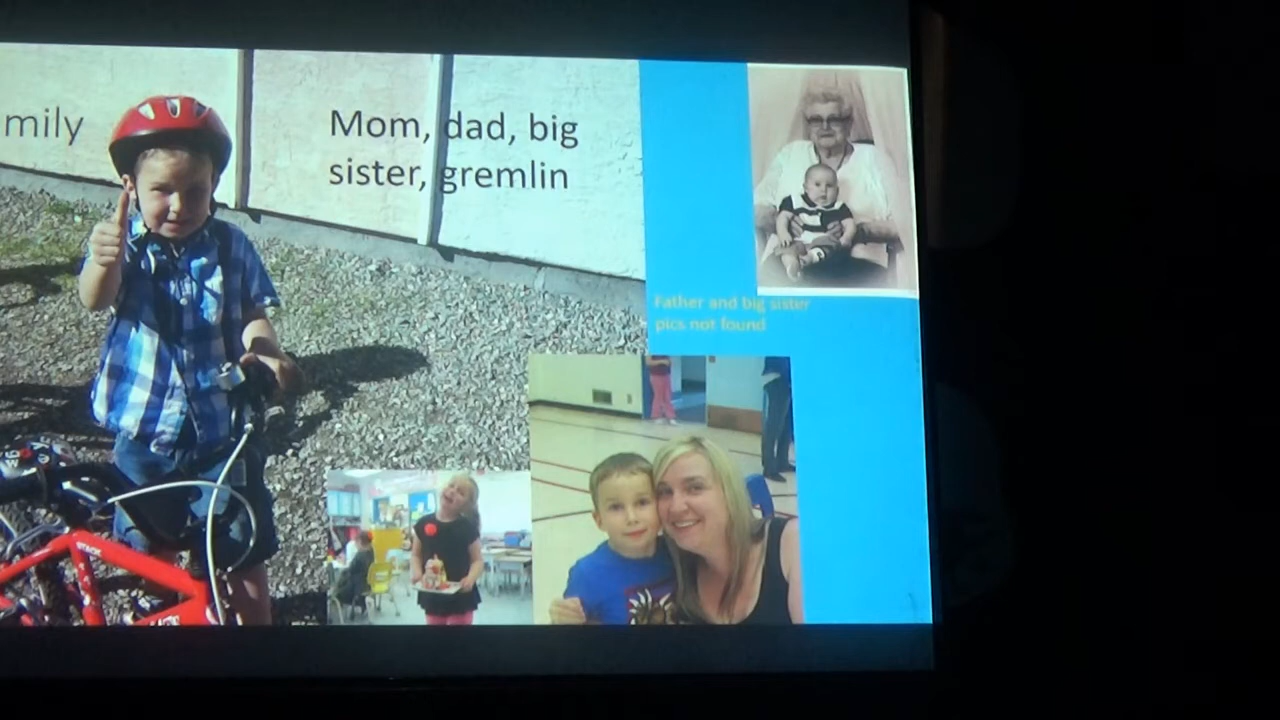 mily
Mom, dad, big
sister, gremlin
Father and big sister
pics not found